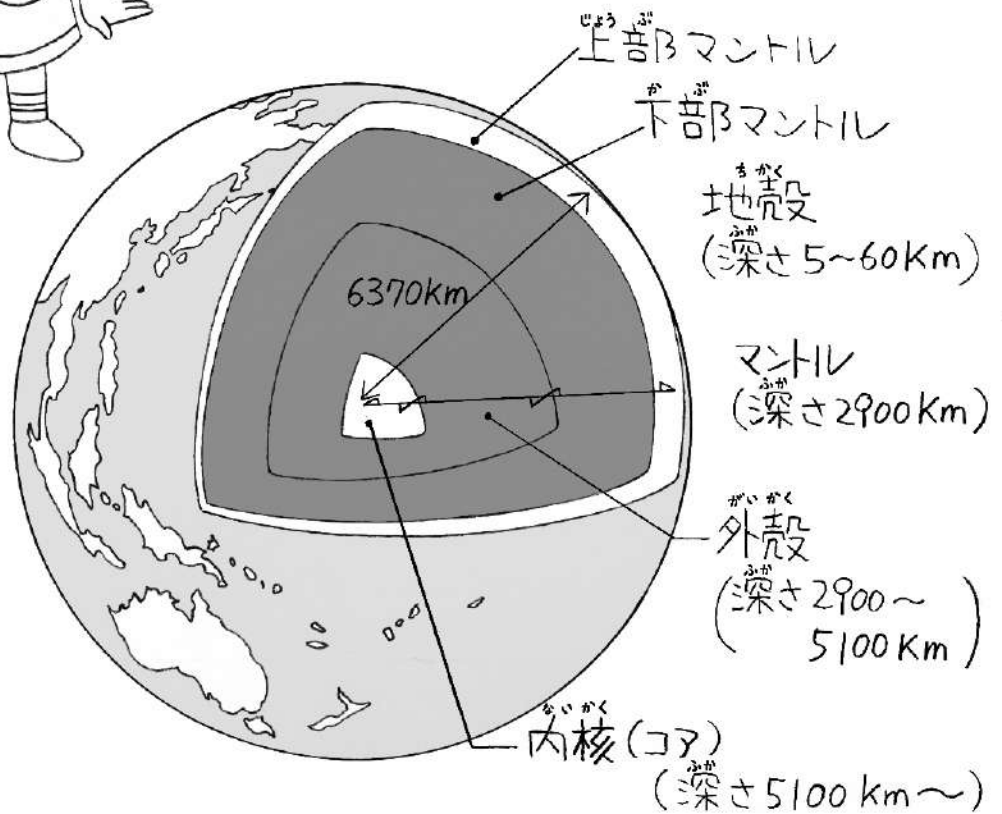 上部マントル
下部マントル
地殻
(深さ5~60Km)
6370Km
マントル
(深さ2900Km)
外殻
(深さ2900~
5100Km)
内核(コア)
(深さ5100km~)